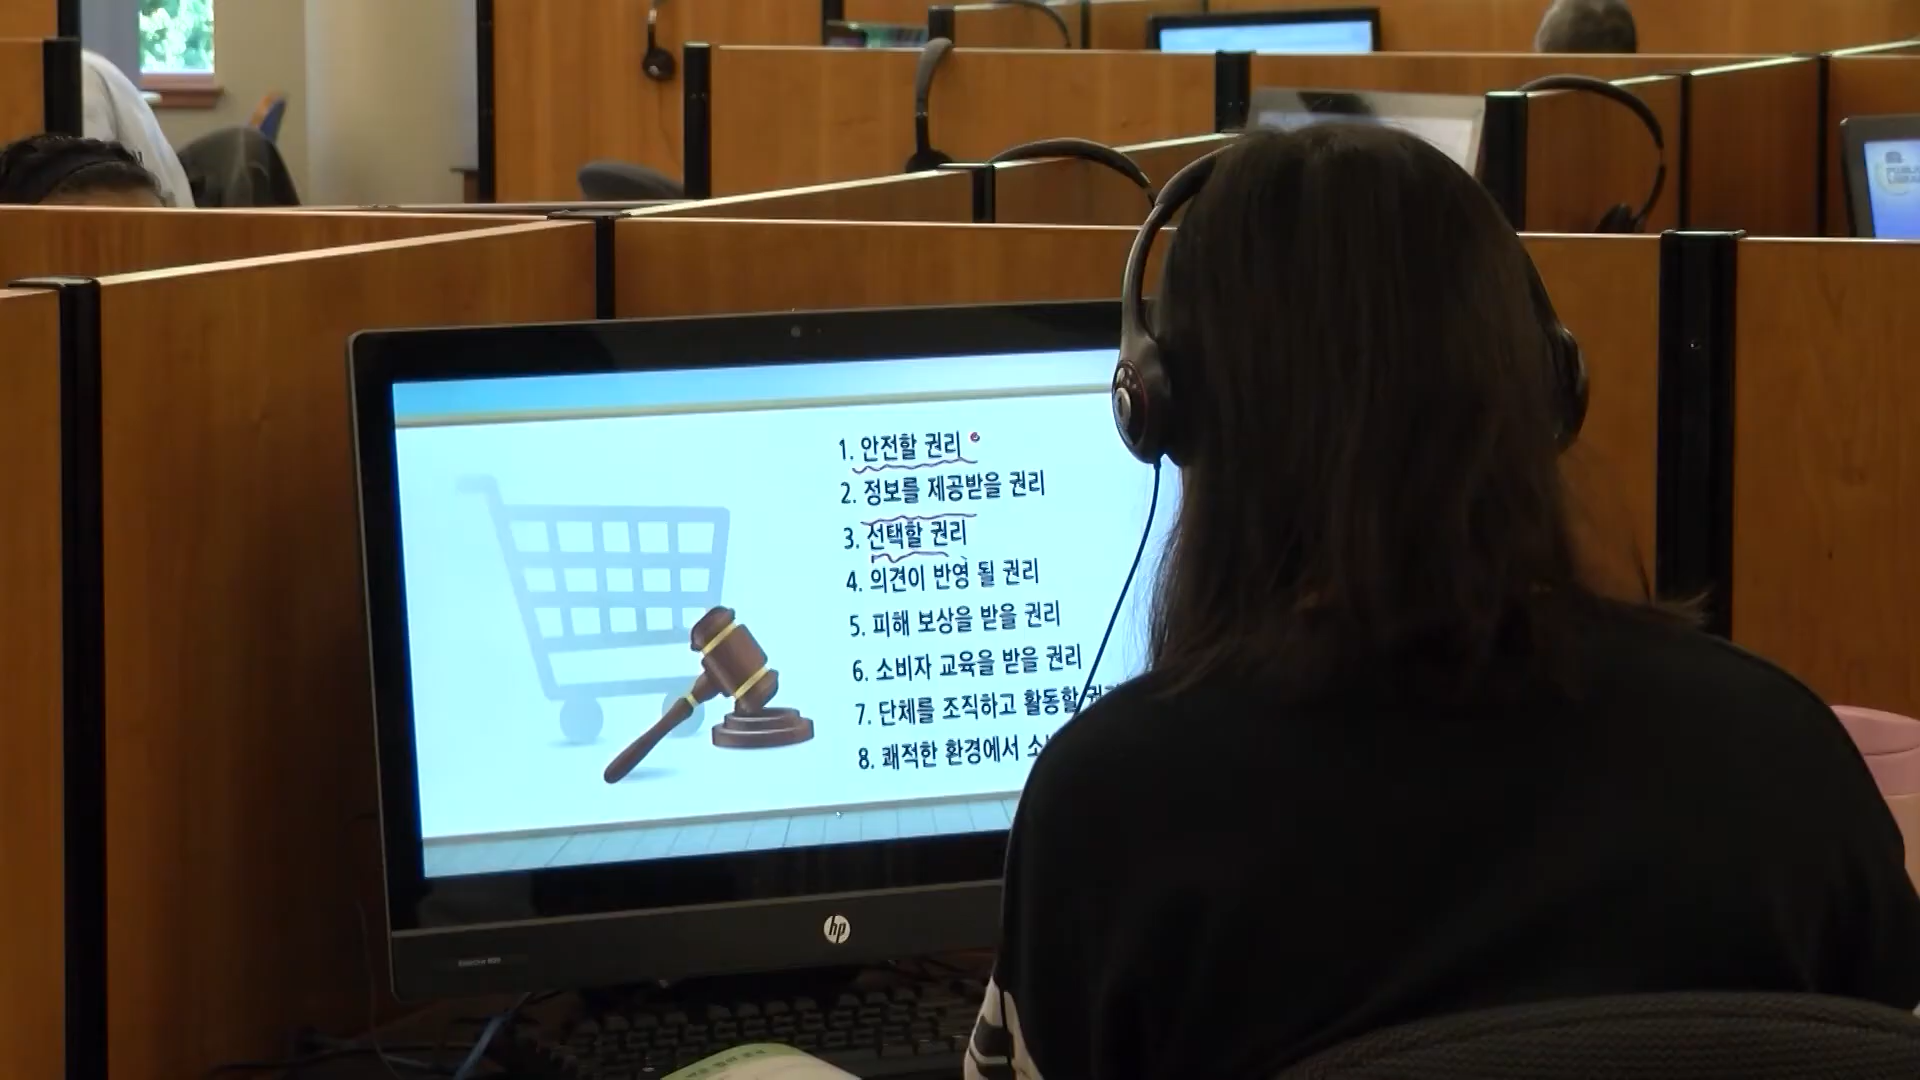 1. 안전할 권리
2. 정보를 제공받을 권리
3. 선택할 권리
4. 의견이 반영 될 권리
5. 피해 보상을 받을 권리
6. 소비자 교육을 받을 권리
7. 단체를 조직하고 활동할
8. 쾌적한 환경에서
hp